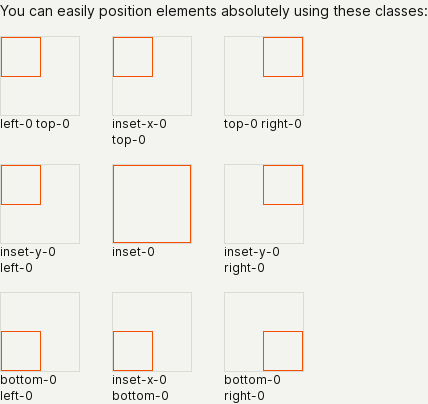 You can easily position elements absolutely using these classes:
left-0 top-0
inset-x-0
top-0
top-0 right-0
inset-y-0
left-0
inset-0
inset-y-0
right-0
bottom-0
left-0
inset-x-0
bottom-0
bottom-0
right-0